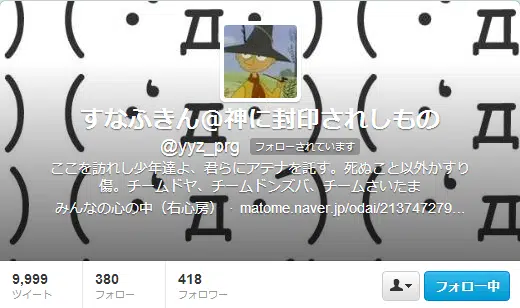 すなふきん@神に封印されしもの
@yyz_prg フォローされています
ここを訪れし少年達よ、君らにアテナを託す。死ぬこと以外かすり
傷。チームドヤ、チームドンズバ、チームさいたま
みんなの心の中（右心房） · matome.naver.jp/odai/213747279...
9,999 380 418
ツイート フォロー フォロワー
フォロー中